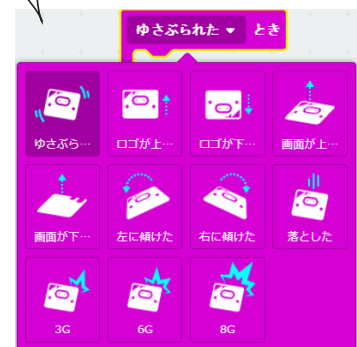 ゆさぶられた とき
ゆさぶら… ロゴが上… ロゴが下… 画面が上…
画面が下… 左に傾けた 右に傾けた 落とした
3G 6G 8G